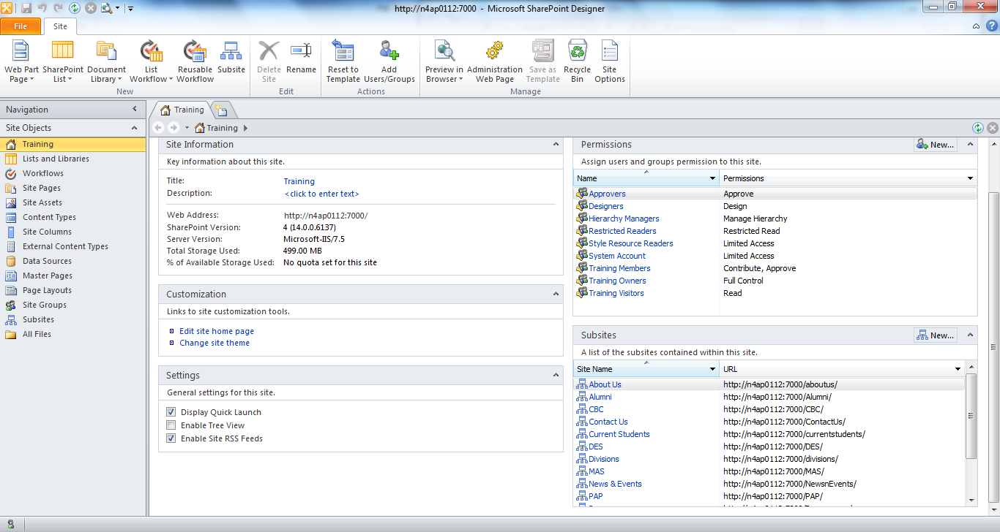 http://n4ap0112:7000 - Microsoft SharePoint Designer
File
Site
Web Part Page
SharePoint List
Document Library
List Workflow
Reusable Workflow
Subsite
New
Delete Site
Rename
Edit
Reset to Template
Add Users/Groups
Actions
Preview in Browser
Administration Web Page
Save as Template
Recycle Bin
Site Options
Manage
Navigation
Site Objects
Training
Lists and Libraries
Workflows
Site Pages
Site Assets
Content Types
Site Columns
External Content Types
Data Sources
Master Pages
Page Layouts
Site Groups
Subsites
All Files
Training
Training
Site Information
Key information about this site.
Title: Training
Description: <click to enter text>
Web Address: http://n4ap0112:7000/
SharePoint Version: 4 (14.0.0.6137)
Server Version: Microsoft-IIS/7.5
Total Storage Used: 499.00 MB
% of Available Storage Used: No quota set for this site
Customization
Links to site customization tools.
Edit site home page
Change site theme
Settings
General settings for this site.
Display Quick Launch
Enable Tree View
Enable Site RSS Feeds
Permissions New...
Assign users and groups permission to this site.
Name Permissions
Approvers Approve
Designers Design
Hierarchy Managers Manage Hierarchy
Restricted Readers Restricted Read
Style Resource Readers Limited Access
System Account Limited Access
Training Members Contribute, Approve
Training Owners Full Control
Training Visitors Read
Subsites New...
A list of the subsites contained within this site.
Site Name URL
About Us http://n4ap0112:7000/aboutus/
Alumni http://n4ap0112:7000/Alumni/
CBC http://n4ap0112:7000/CBC/
Contact Us http://n4ap0112:7000/ContactUs/
Current Students http://n4ap0112:7000/currentstudents/
DES http://n4ap0112:7000/DES/
Divisions http://n4ap0112:7000/divisions/
MAS http://n4ap0112:7000/MAS/
News & Events http://n4ap0112:7000/NewsnEvents/
PAP http://n4ap0112:7000/PAP/